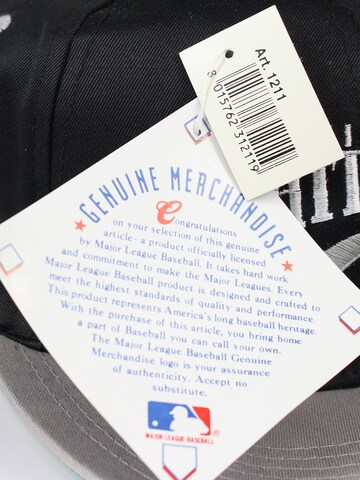 Art. 1211
8 015762 312119
GENUINE MERCHANDISE
Congratulations
on your selection of this genuine
article - a product officially licensed
by Major League Baseball. It takes hard work
and commitment to make the Major Leagues. Every
Major League Baseball product is designed and crafted to
meet the highest standards of quality and performance.
This product represents America's long baseball heritage.
With the purchase of this article, you bring home
a part of Baseball you can call your own.
The Major League Baseball Genuine
Merchandise logo is your assurance
of authenticity. Accept no
substitute.
MAJOR LEAGUE BASEBALL